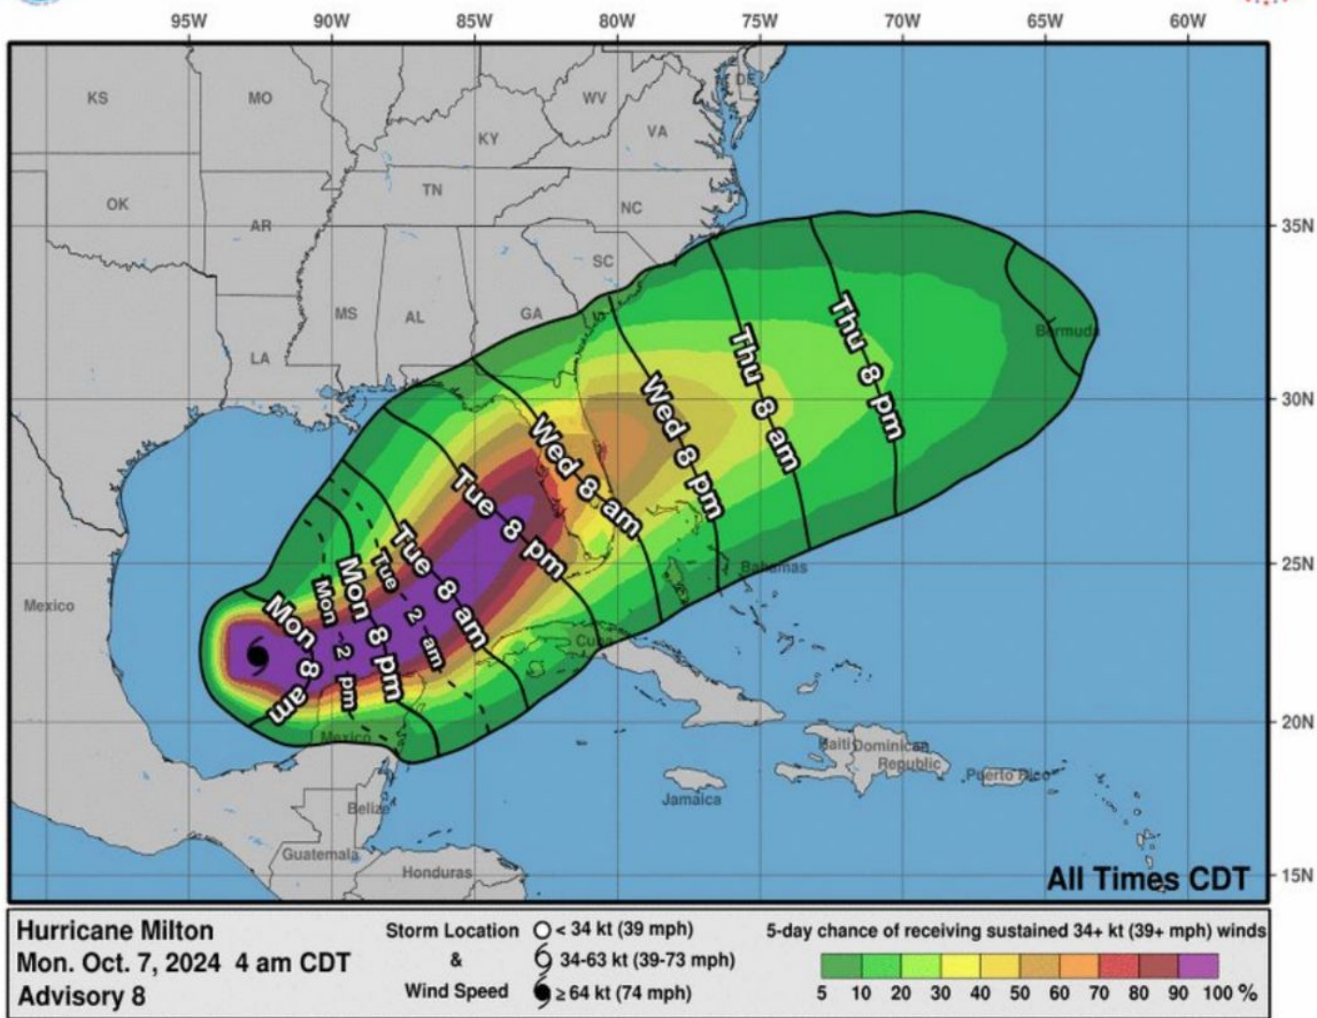 95W 90W 85W 80W 75W 70W 65W 60W
KS MO WV DE
KY VA
OK TN NC
AR 35N
SC
MS AL GA
LA
Bermuda
30N
Thu 8 pm
Thu 8 am
Wed 8 pm
Wed 8 am
Tue 8 pm
Tue 8 am
Tue 2 am
Mon 8 pm
Mon 2 pm
Mon 8 am
25N
Bahamas
Mexico
Cuba
20N
Mexico
Haiti Dominican
Republic
Puerto Rico
Jamaica
Belize
Guatemala
Honduras
15N
All Times CDT
Hurricane Milton
Mon. Oct. 7, 2024 4 am CDT
Advisory 8
Storm Location
&
Wind Speed
< 34 kt (39 mph)
34-63 kt (39-73 mph)
≥ 64 kt (74 mph)
5-day chance of receiving sustained 34+ kt (39+ mph) winds
5 10 20 30 40 50 60 70 80 90 100 %